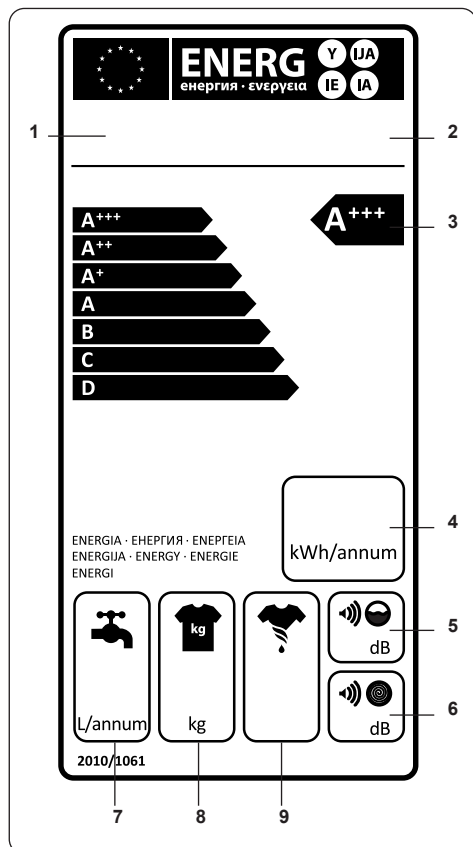 ENERG
енергия · ενεργεια
Y IJA
IE IA
1
2
A+++
3
A+++
A++
A+
A
B
C
D
4
kWh/annum
ENERGIA · ЕНЕРГИЯ · ΕΝΕΡΓΕΙΑ
ENERGIJA · ENERGY · ENERGIE
ENERGI
kg
5
dB
6
dB
L/annum
kg
2010/1061
7
8
9